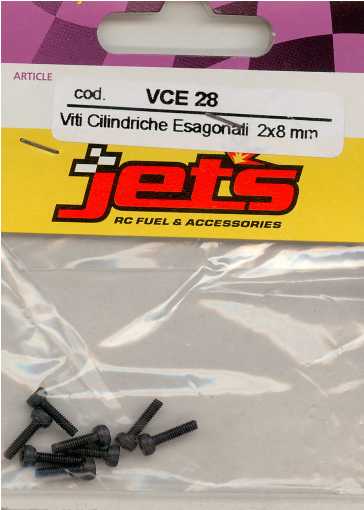 ARTICLE
cod. VCE 28
Viti Cilindriche Esagonali 2x8 mm
jets
RC FUEL & ACCESSORIES